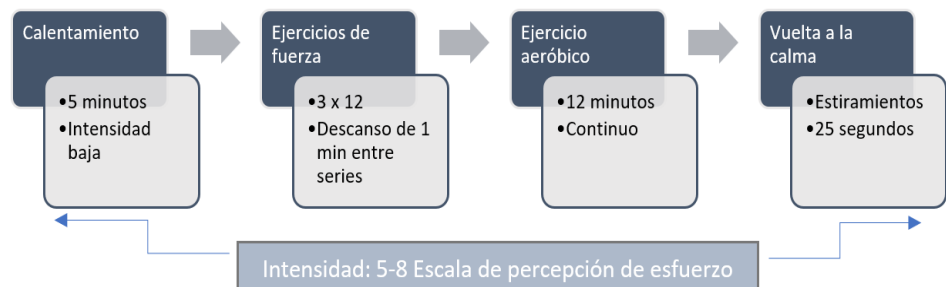 Calentamiento
•5 minutos
•Intensidad
baja
Ejercicios de
fuerza
•3 x 12
•Descanso de 1
min entre
series
Ejercicio
aeróbico
•12 minutos
•Continuo
Vuelta a la
calma
•Estiramientos
•25 segundos
Intensidad: 5-8 Escala de percepción de esfuerzo